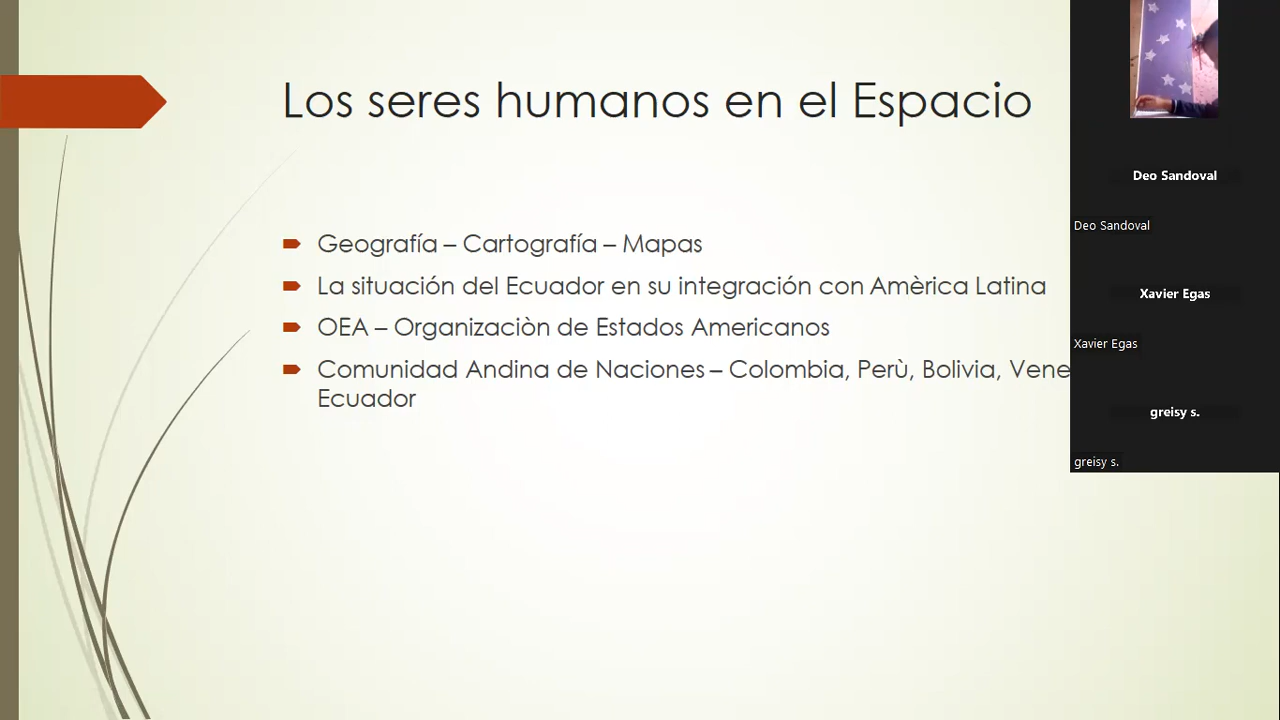 Los seres humanos en el Espacio
Geografía – Cartografía – Mapas
La situación del Ecuador en su integración con Amèrica Latina
OEA – Organizaciòn de Estados Americanos
Comunidad Andina de Naciones – Colombia, Perù, Bolivia, Vene
Ecuador
Deo Sandoval
Deo Sandoval
Xavier Egas
Xavier Egas
greisy s.
greisy s.